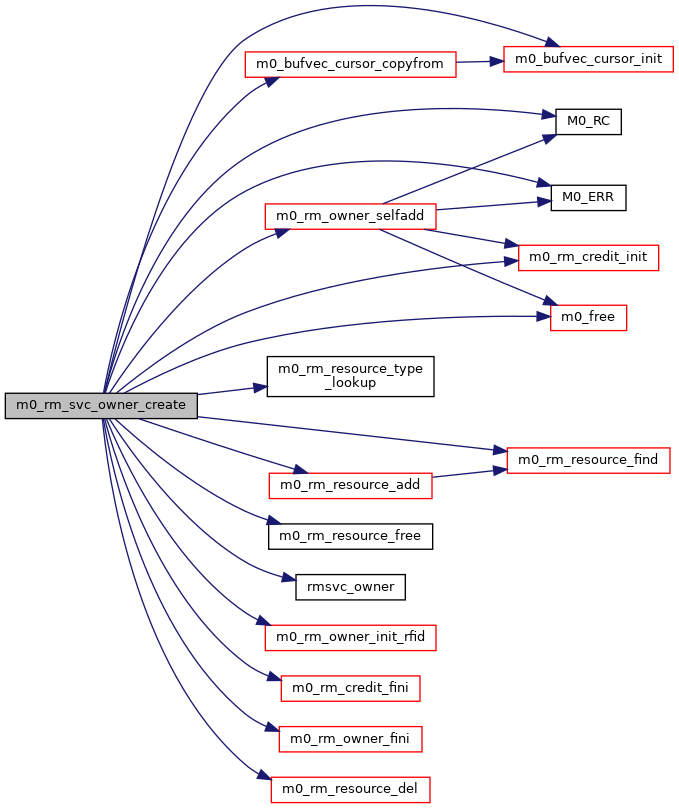 m0_bufvec_cursor_copyfrom
m0_bufvec_cursor_init
M0_RC
M0_ERR
m0_rm_owner_selfadd
m0_rm_credit_init
m0_free
m0_rm_resource_type
_lookup
m0_rm_svc_owner_create
m0_rm_resource_find
m0_rm_resource_add
m0_rm_resource_free
rmsvc_owner
m0_rm_owner_init_rfid
m0_rm_credit_fini
m0_rm_owner_fini
m0_rm_resource_del